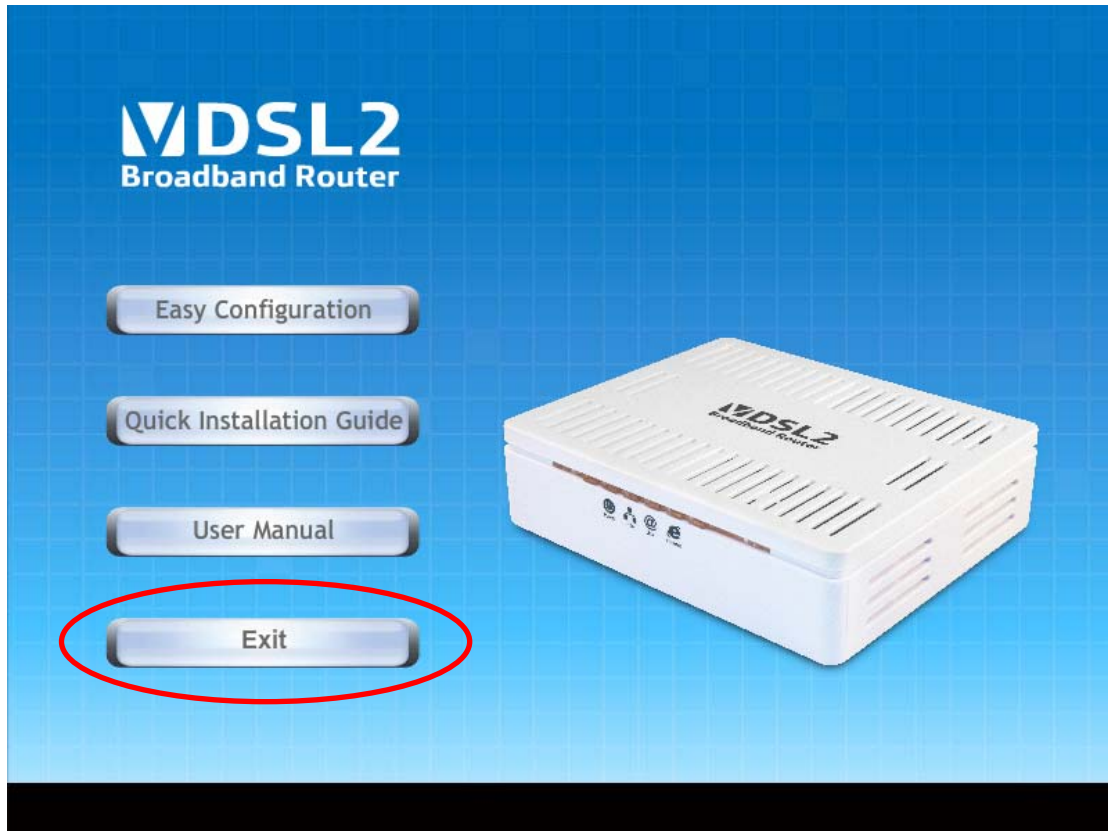 VDSL2
Broadband Router
Easy Configuration
Quick Installation Guide
User Manual
Exit
VDSL2
Broadband Router